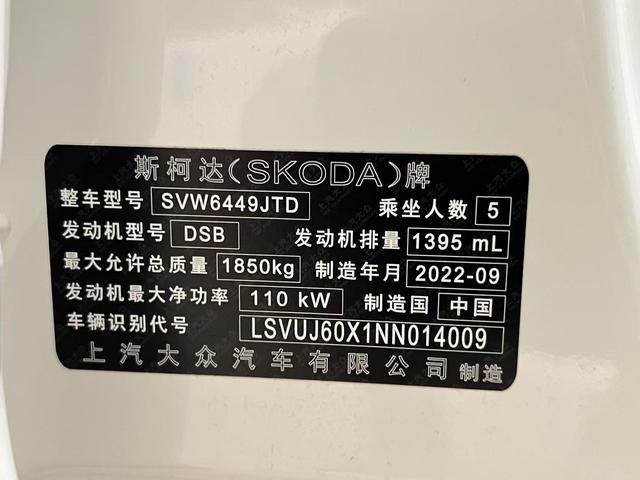 斯柯达(SKODA)牌
整车型号 SVW6449JTD 乘坐人数 5
发动机型号 DSB 发动机排量 1395 mL
最大允许总质量 1850kg 制造年月 2022-09
发动机最大净功率 110 kW 制造国 中国
车辆识别代号 LSVUJ60X1NN014009
上汽大众汽车有限公司 制造